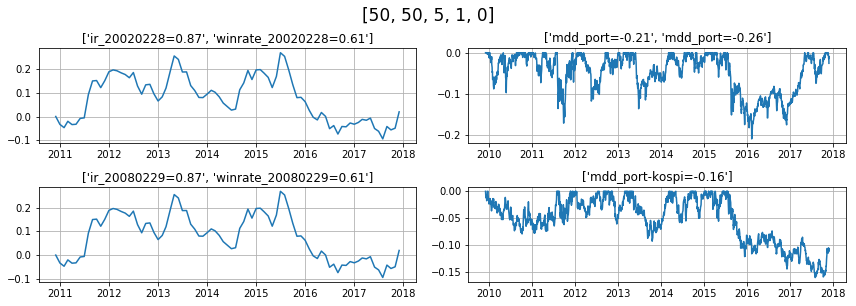 [50, 50, 5, 1, 0]
['ir_20020228=0.87', 'winrate_20020228=0.61']
0.2
0.1
0.0
−0.1
2011 2012 2013 2014 2015 2016 2017 2018
['mdd_port=-0.21', 'mdd_port=-0.26']
0.0
−0.1
−0.2
2010 2011 2012 2013 2014 2015 2016 2017 2018
['ir_20080229=0.87', 'winrate_20080229=0.61']
0.2
0.1
0.0
−0.1
2011 2012 2013 2014 2015 2016 2017 2018
['mdd_port-kospi=-0.16']
0.00
−0.05
−0.10
−0.15
2010 2011 2012 2013 2014 2015 2016 2017 2018